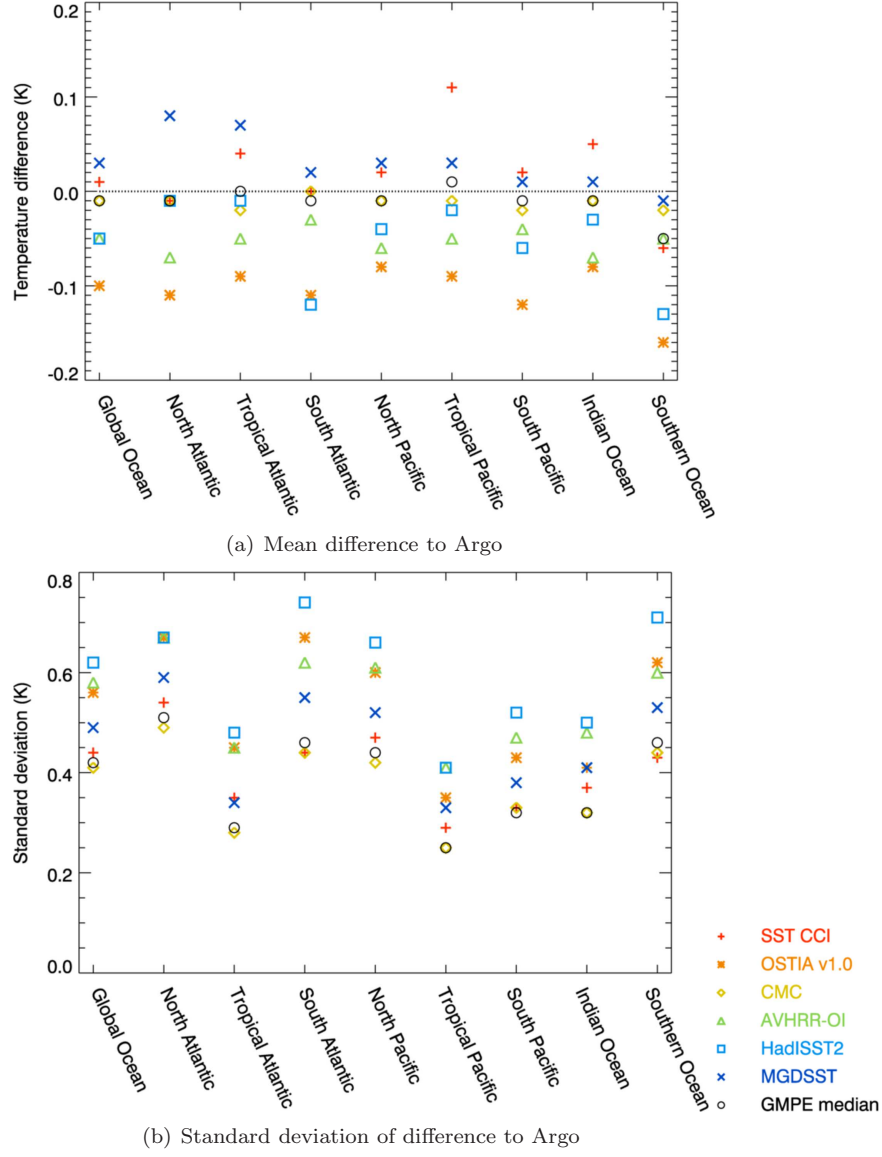 0.2
0.1
0.0
-0.1
-0.2
Temperature difference (K)
Global Ocean
North Atlantic
Tropical Atlantic
South Atlantic
North Pacific
Tropical Pacific
South Pacific
Indian Ocean
Southern Ocean
(a) Mean difference to Argo
0.8
0.6
0.4
0.2
0.0
Standard deviation (K)
Global Ocean
North Atlantic
Tropical Atlantic
South Atlantic
North Pacific
Tropical Pacific
South Pacific
Indian Ocean
Southern Ocean
SST CCI
OSTIA v1.0
CMC
AVHRR-OI
HadISST2
MGDSST
GMPE median
(b) Standard deviation of difference to Argo